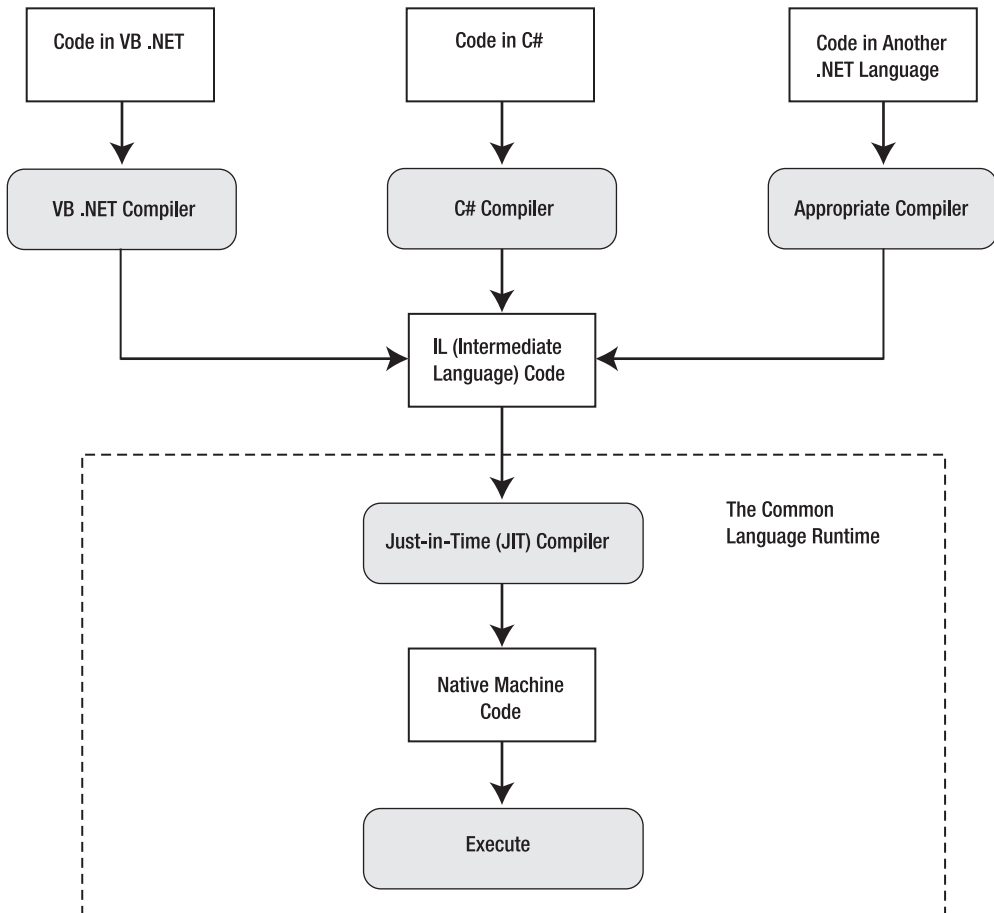 Code in VB .NET
Code in C#
Code in Another
.NET Language
VB .NET Compiler
C# Compiler
Appropriate Compiler
IL (Intermediate
Language) Code
The Common
Language Runtime
Just-in-Time (JIT) Compiler
Native Machine
Code
Execute